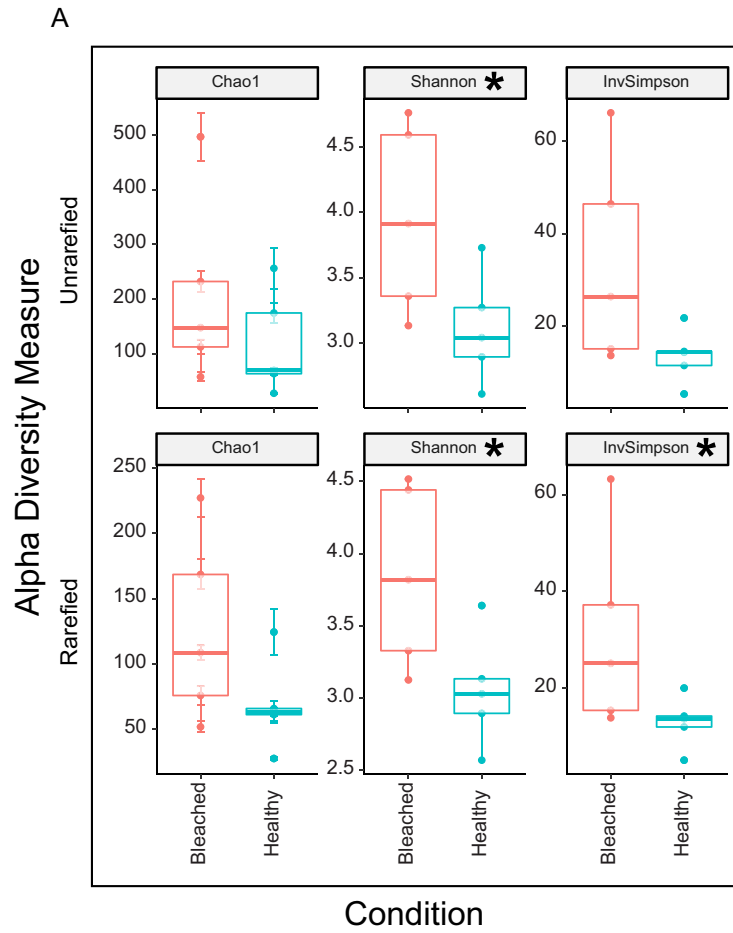 A
Chao1
Shannon *
InvSimpson
500
400
300
200
100
4.5
4.0
3.5
3.0
60
40
20
Unrarefied
Alpha Diversity Measure
Chao1
Shannon *
InvSimpson *
250
200
150
100
50
4.5
4.0
3.5
3.0
2.5
60
40
20
Rarefied
Bleached
Healthy
Bleached
Healthy
Bleached
Healthy
Condition